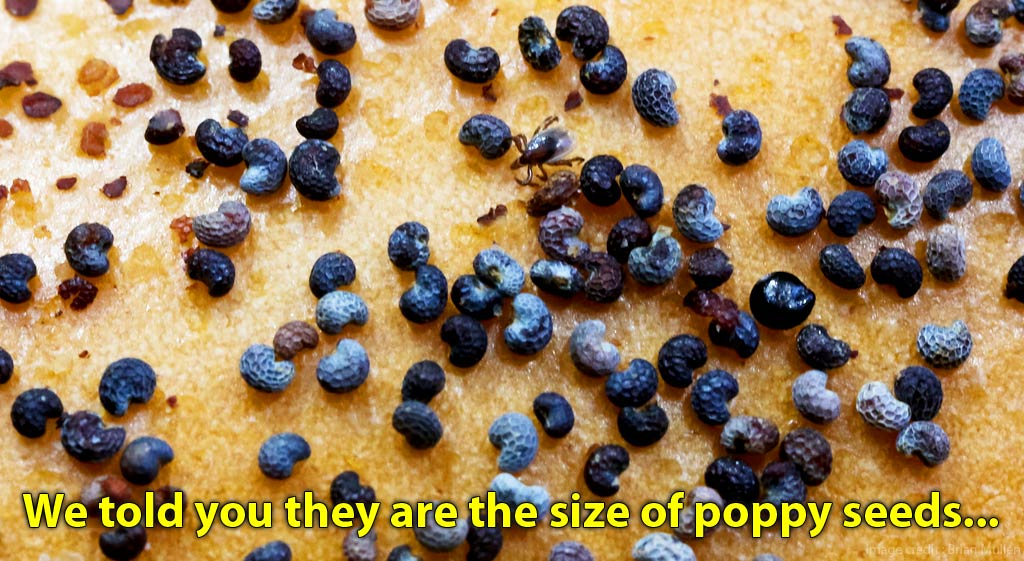 We told you they are the size of poppy seeds...
image credit: Brian Mullen